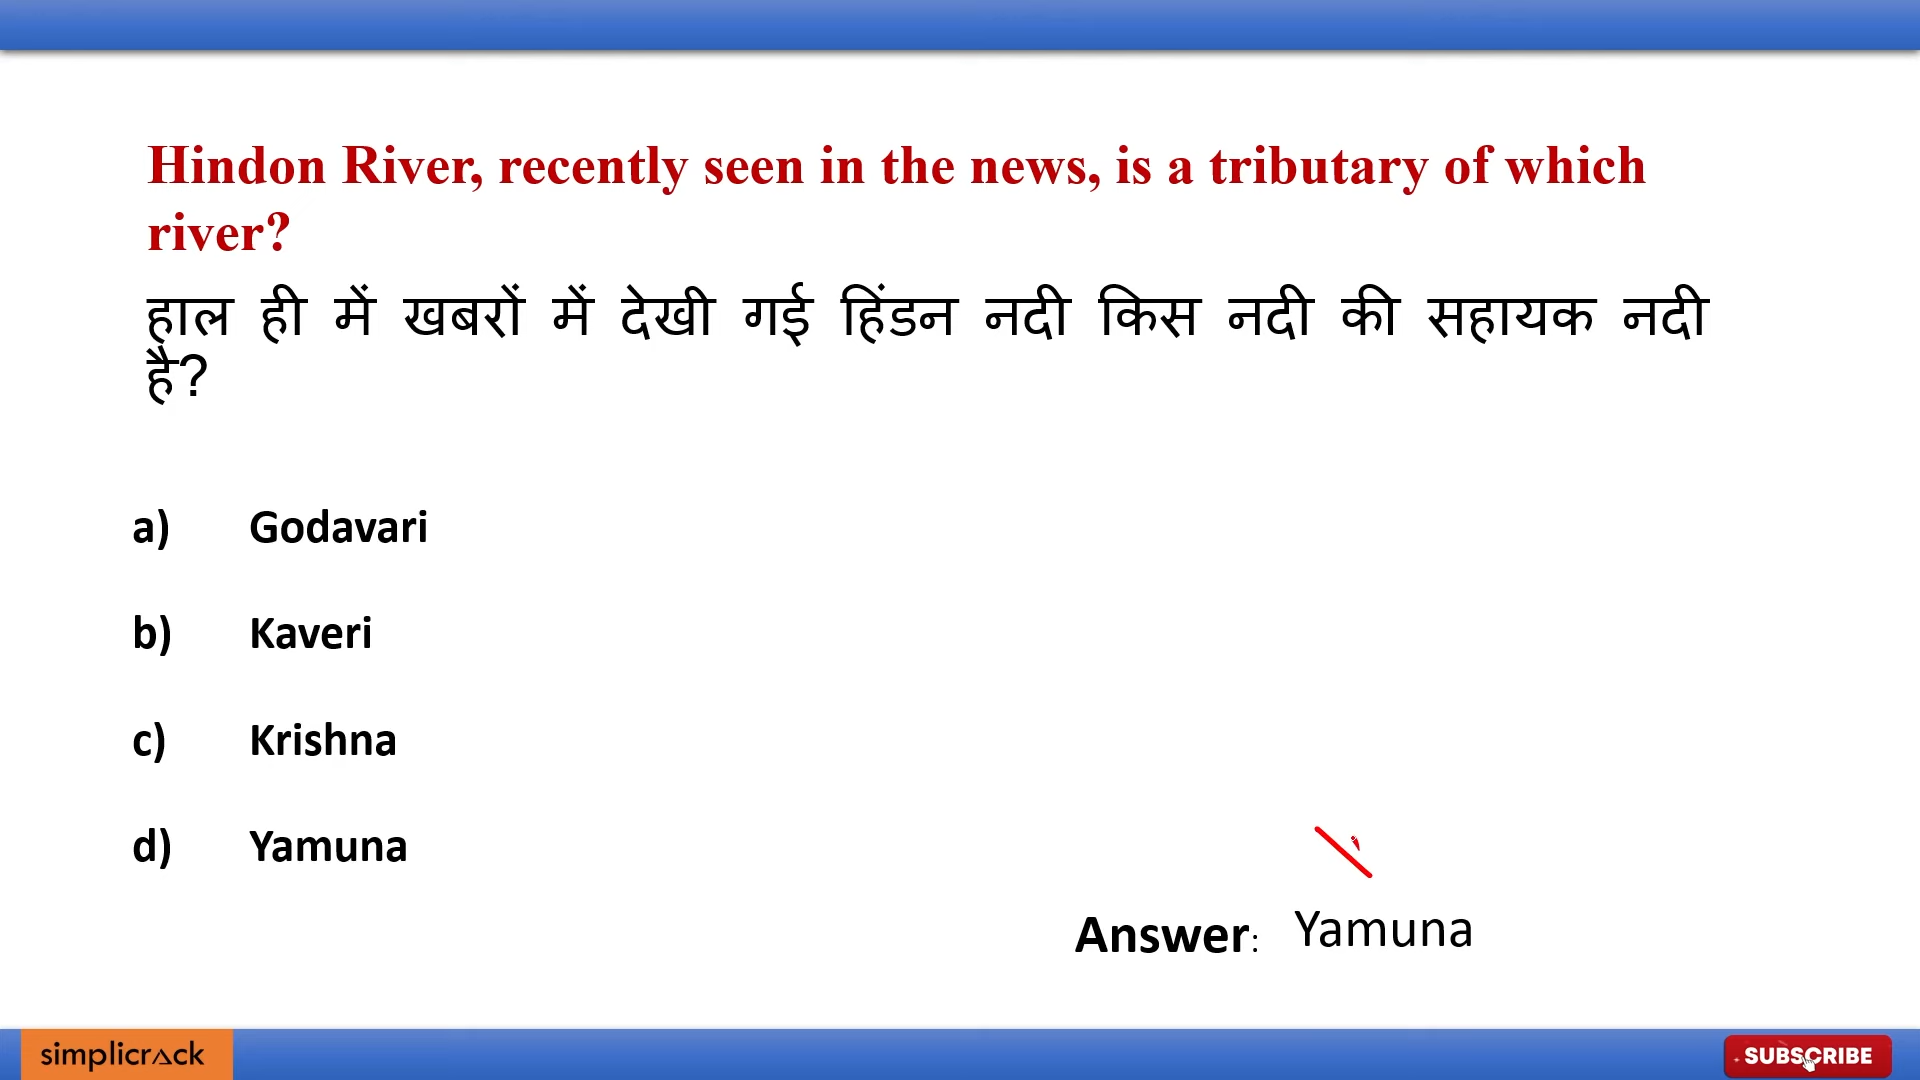 Hindon River, recently seen in the news, is a tributary of which
river?
हाल ही में खबरों में देखी गई हिंडन नदी किस नदी की सहायक नदी
है?
a) Godavari
b) Kaveri
c) Krishna
d) Yamuna
Answer: Yamuna
simplicrack
SUBSCRIBE